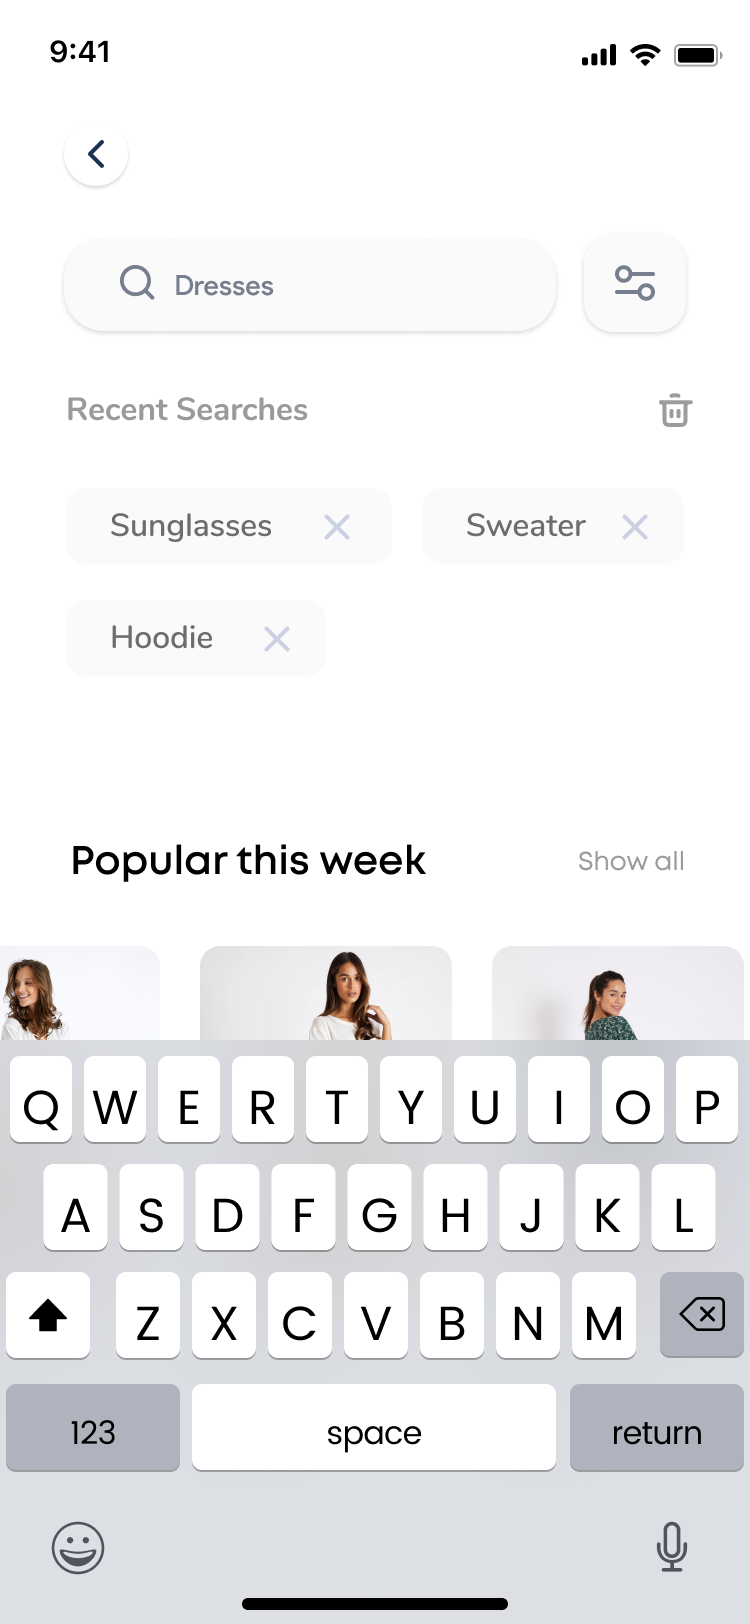 9:41
Dresses
Recent Searches
Sunglasses
Sweater
Hoodie
Popular this week
Show all
Q W E R T Y U I O P
A S D F G H J K L
Z X C V B N M
123
space
return